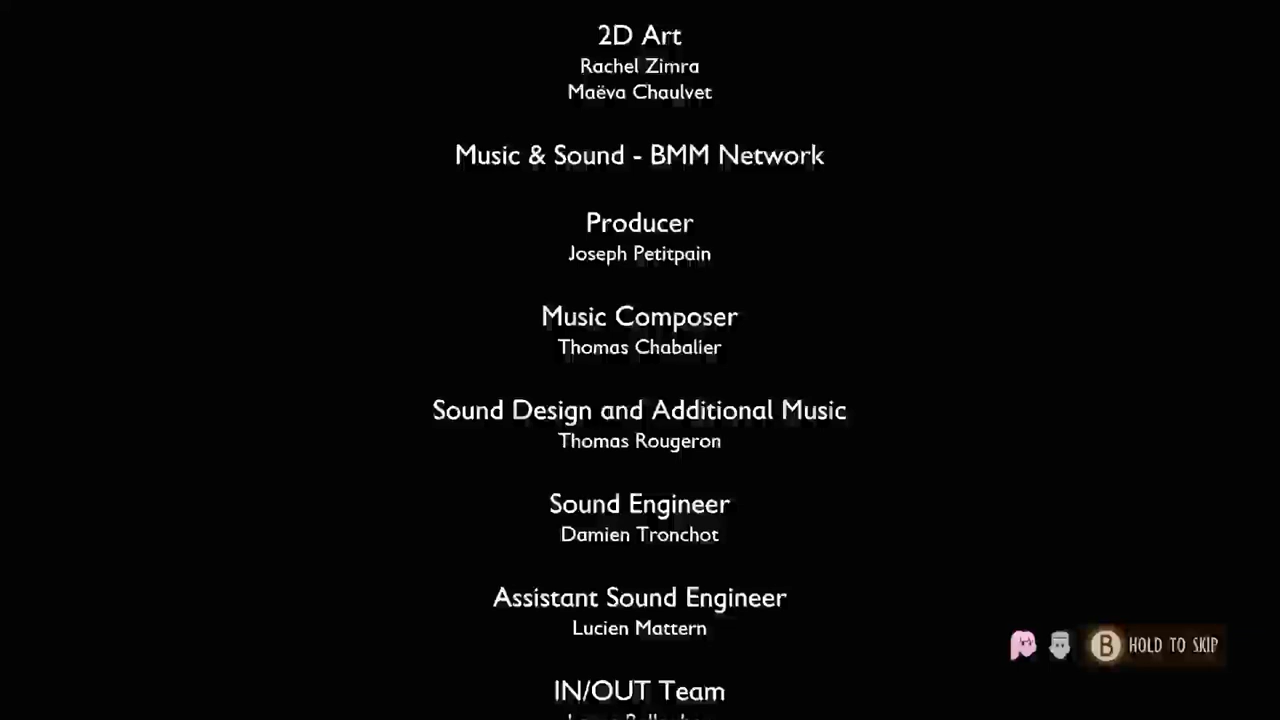 2D Art
Rachel Zimra
Maëva Chaulvet
Music & Sound - BMM Network
Producer
Joseph Petitpain
Music Composer
Thomas Chabalier
Sound Design and Additional Music
Thomas Rougeron
Sound Engineer
Damien Tronchot
Assistant Sound Engineer
Lucien Mattern
B HOLD TO SKIP
IN/OUT Team